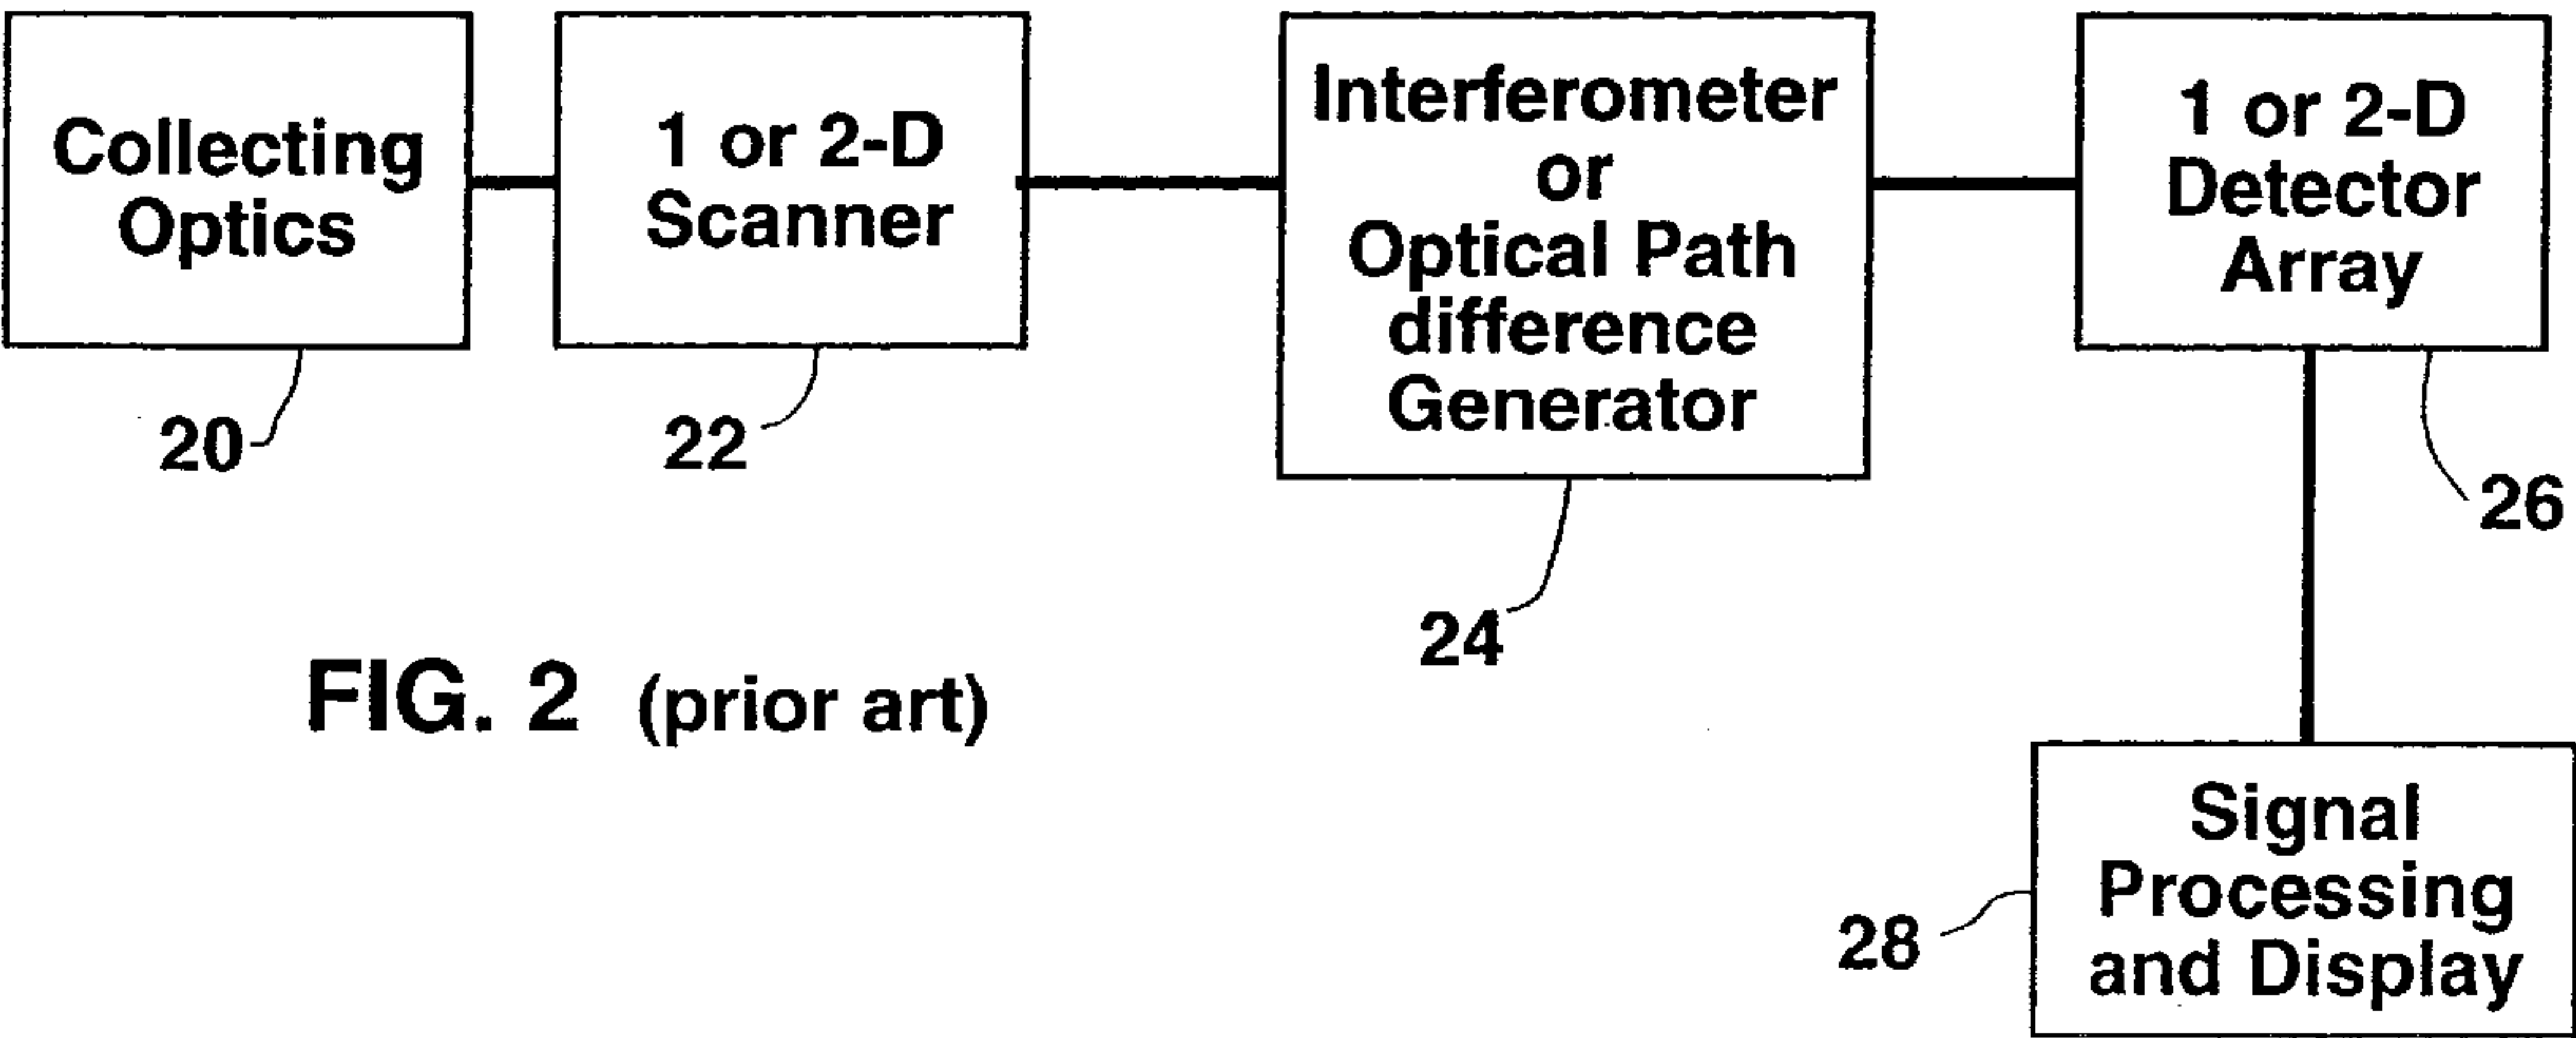 Collecting
Optics
1 or 2-D
Scanner
Interferometer
or
Optical Path
difference
Generator
1 or 2-D
Detector
Array
20
22
24
26
FIG. 2 (prior art)
Signal
Processing
and Display
28